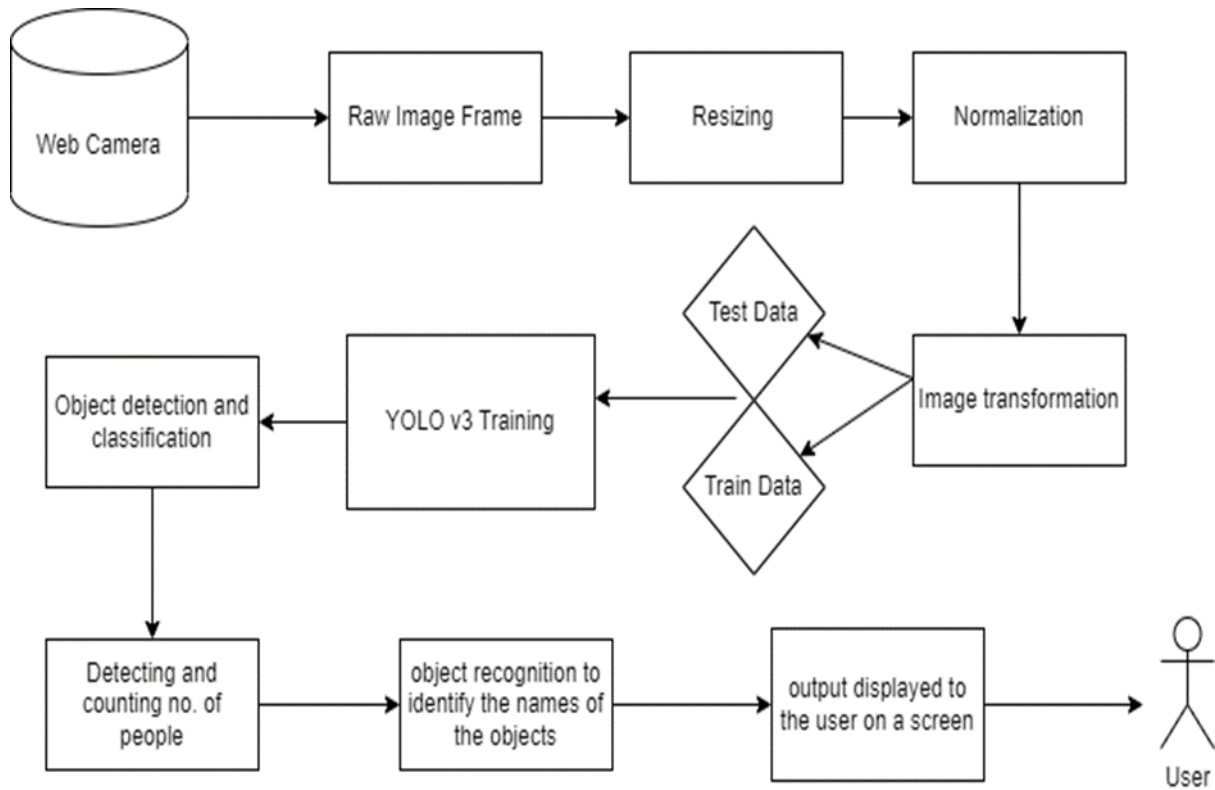 Web Camera
Raw Image Frame
Resizing
Normalization
Test Data
Image transformation
Train Data
YOLO v3 Training
Object detection and
classification
Detecting and
counting no. of
people
object recognition to
identify the names of
the objects
output displayed to
the user on a screen
User